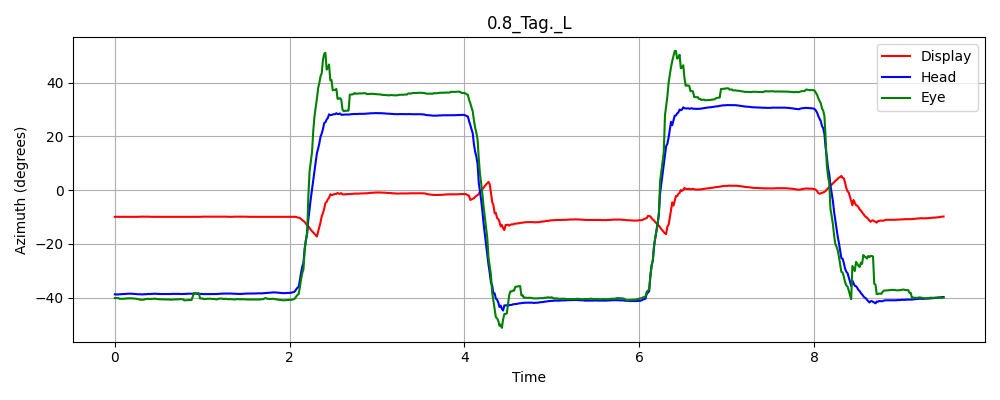 0.8_Tag._L
Display
Head
Eye
Azimuth (degrees)
40
20
0
−20
−40
0 2 4 6 8
Time